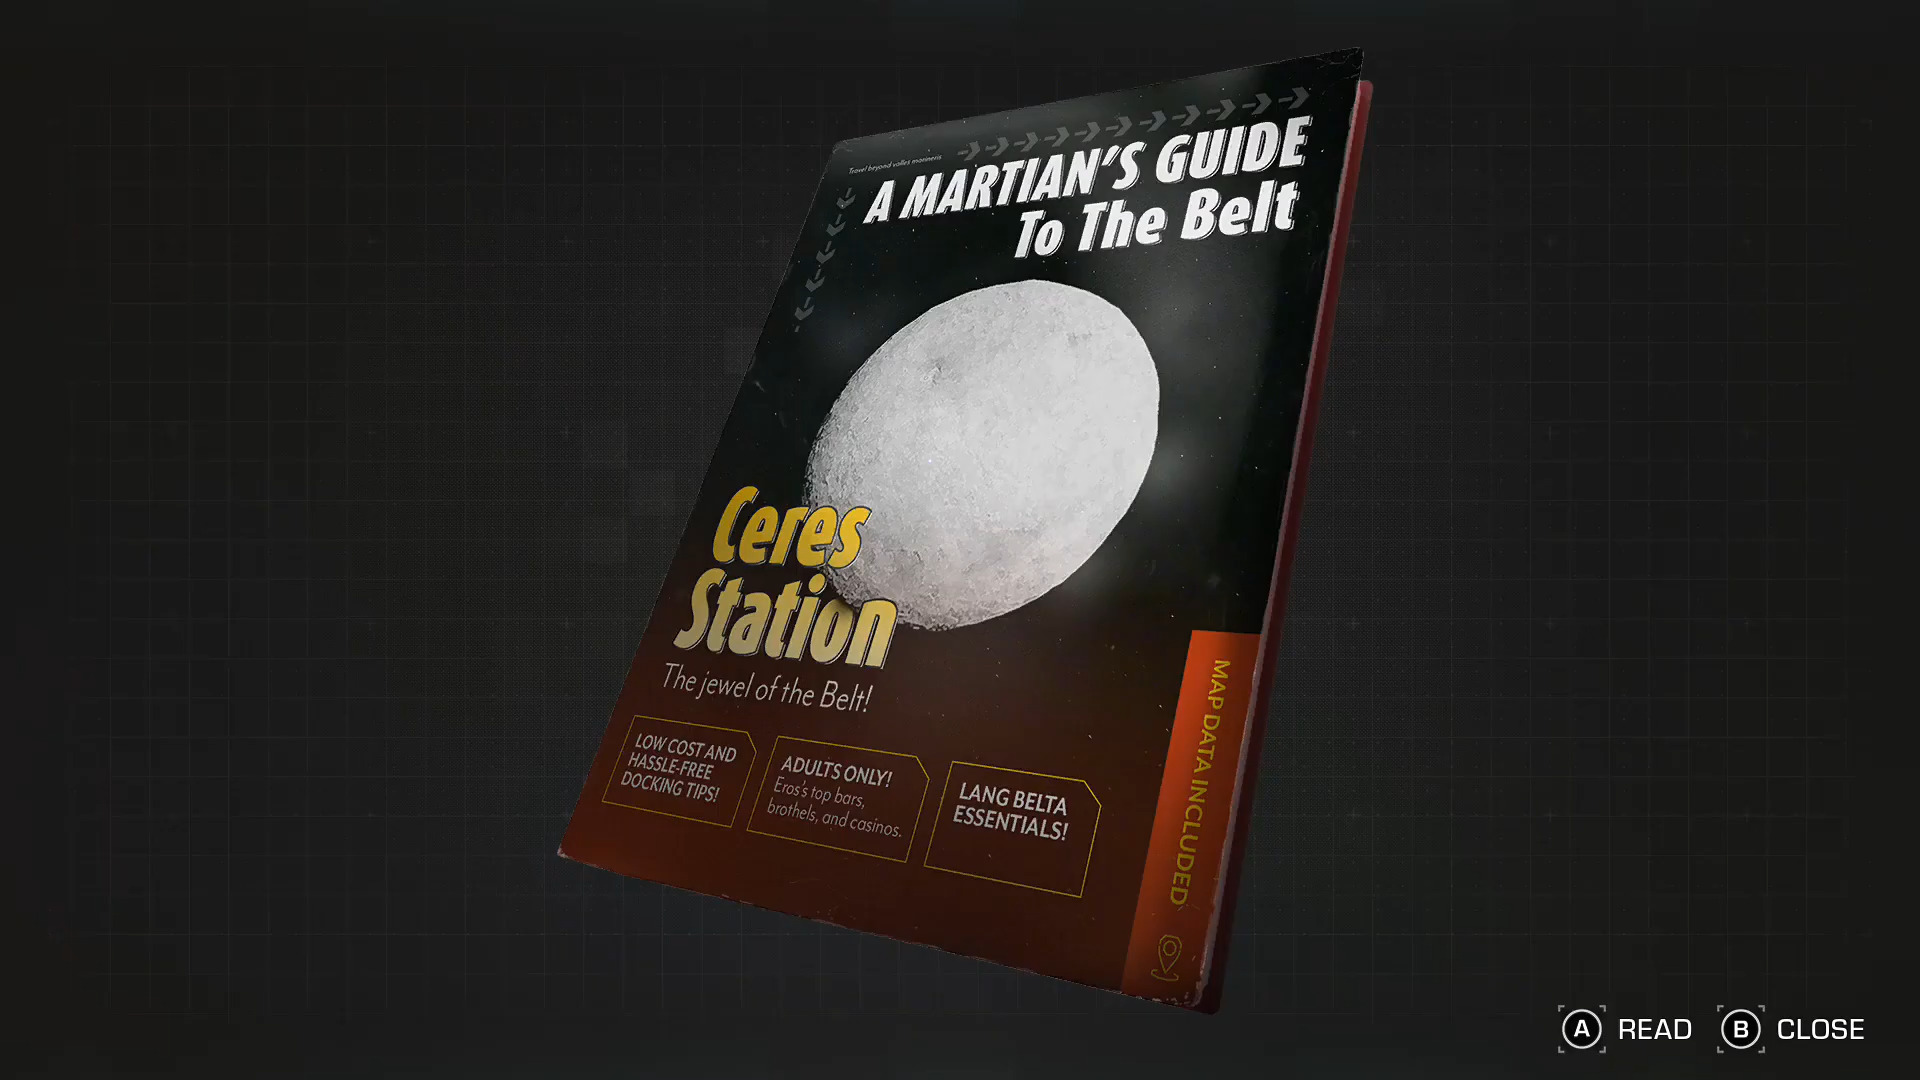 Travel beyond valles marineris
A MARTIAN'S GUIDE
To The Belt
Ceres
Station
The jewel of the Belt!
LOW COST AND
HASSLE-FREE
DOCKING TIPS!
ADULTS ONLY!
Eros's top bars,
brothels, and casinos.
LANG BELTA
ESSENTIALS!
MAP DATA INCLUDED
A READ B CLOSE